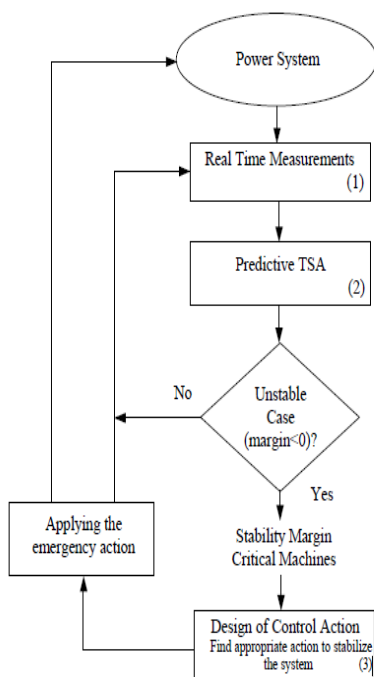 Power System
Real Time Measurements
(1)
Predictive TSA
(2)
No
Unstable
Case
(margin<0)?
Yes
Applying the
emergency action
Stability Margin
Critical Machines
Design of Control Action
Find appropriate action to stabilize
the system
(3)